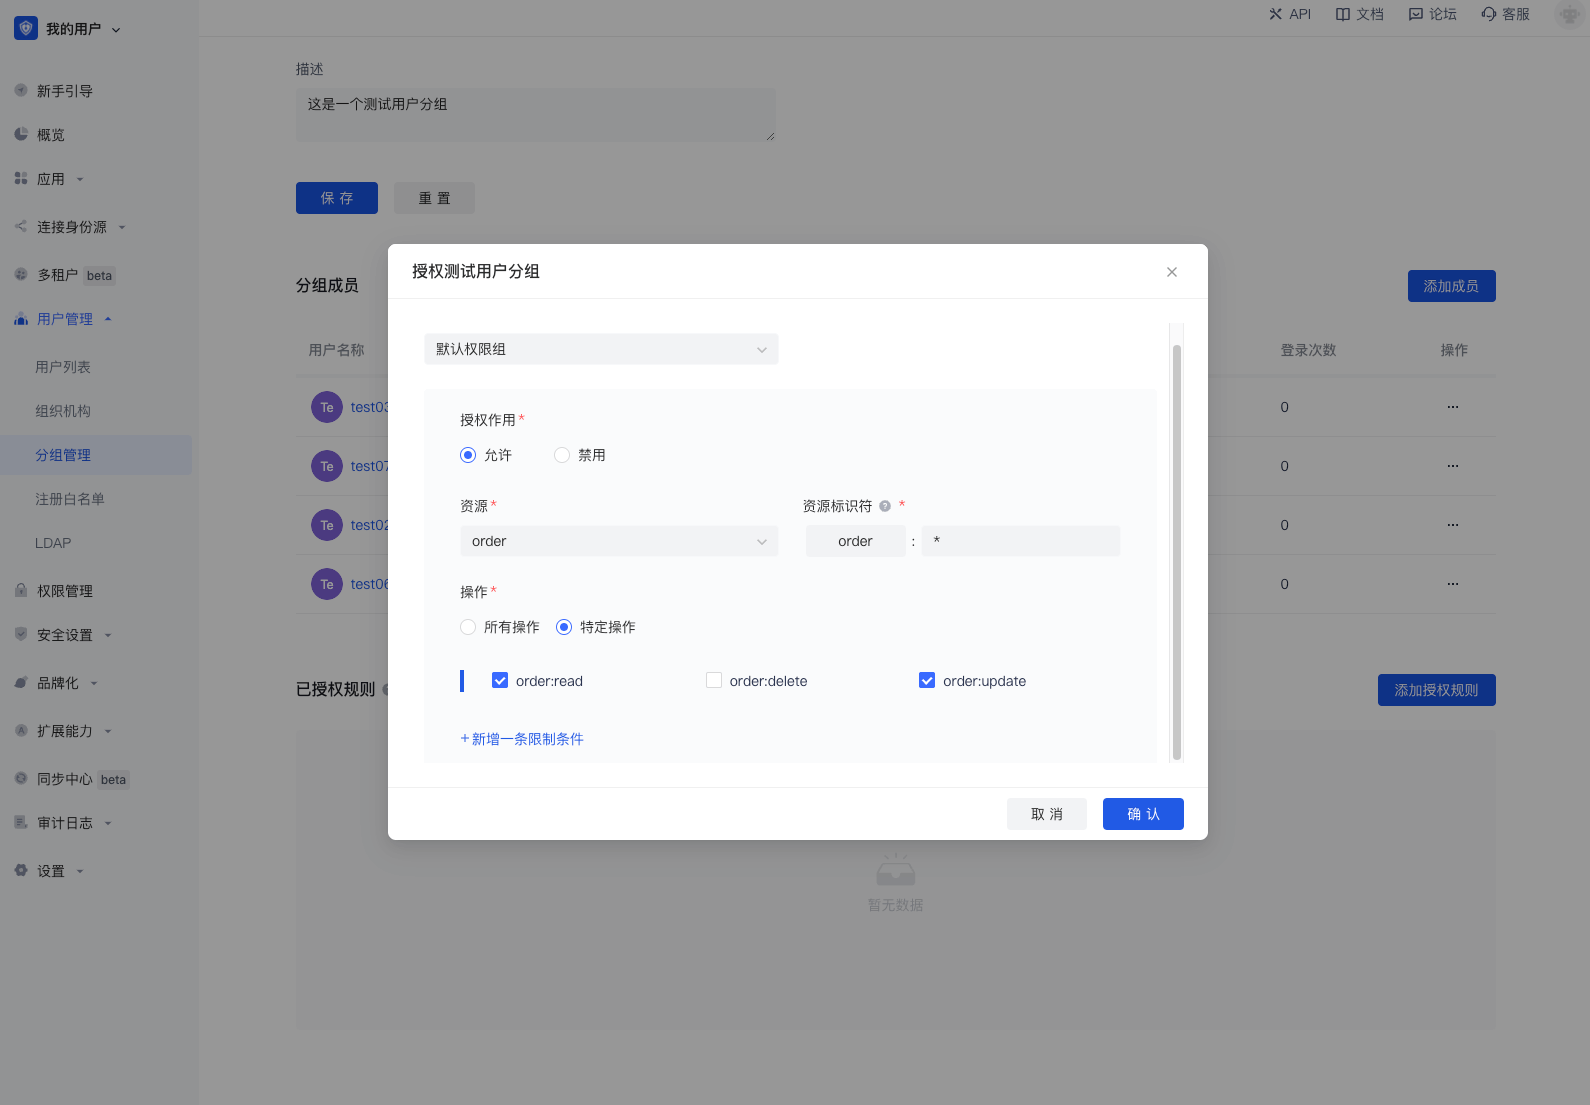 我的用户
API
文档
论坛
客服
新手引导
概览
应用
连接身份源
多租户 beta
用户管理
用户列表
组织机构
分组管理
注册白名单
LDAP
权限管理
安全设置
品牌化
扩展能力
同步中心 beta
审计日志
设置
描述
这是一个测试用户分组
保存
重置
分组成员
添加成员
用户名称
登录次数
操作
Te test03
0
Te test07
0
Te test02
0
Te test06
0
已授权规则
添加授权规则
暂无数据
授权测试用户分组
默认权限组
授权作用*
允许
禁用
资源*
资源标识符 ? *
order
order : *
操作*
所有操作
特定操作
order:read
order:delete
order:update
+新增一条限制条件
取消
确认